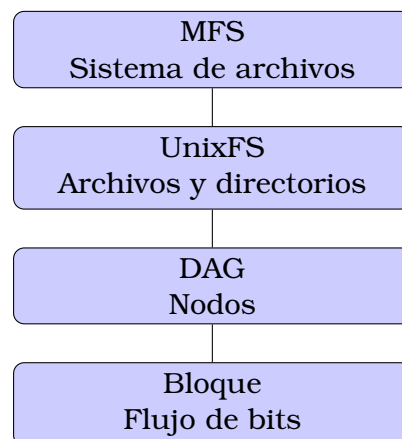 MFS
Sistema de archivos
UnixFS
Archivos y directorios
DAG
Nodos
Bloque
Flujo de bits